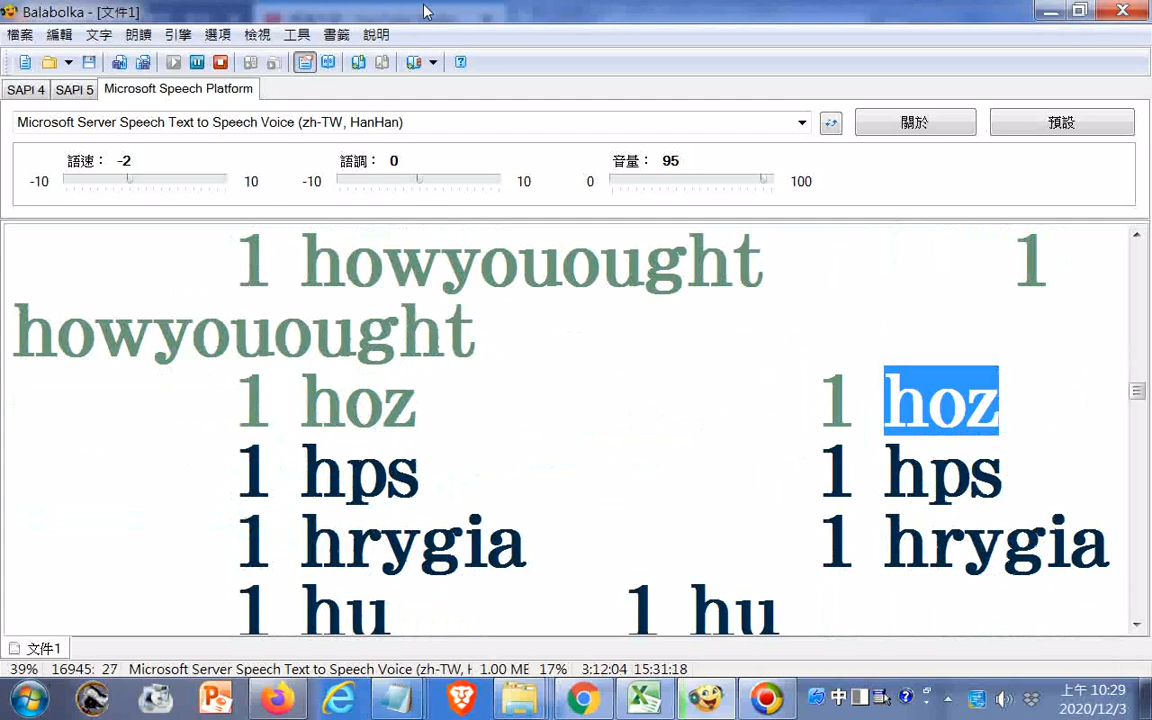 Balabolka - [文件1]
檔案 編輯 文字 朗讀 引擎 選項 檢視 工具 書籤 說明
SAPI 4 SAPI 5 Microsoft Speech Platform
Microsoft Server Speech Text to Speech Voice (zh-TW, HanHan) 關於 預設
語速： -2 語調： 0 音量： 95
-10 10 -10 10 0 100
1 howyouought 1
howyouought
1 hoz 1 hoz
1 hps 1 hps
1 hrygia 1 hrygia
1 hu 1 hu
文件1
39% 16945: 27 Microsoft Server Speech Text to Speech Voice (zh-TW, 1.00 ME 17% 3:12:04 15:31:18
中 上午 10:29
2020/12/3